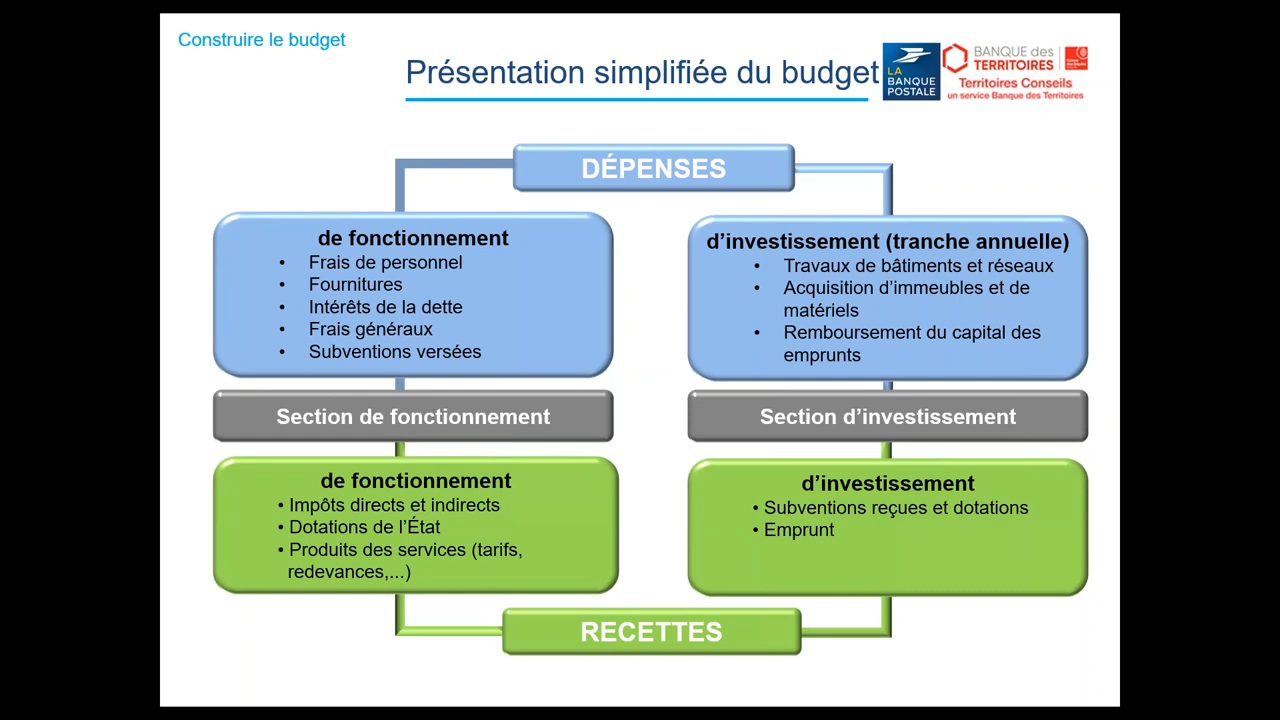 Construire le budget
Présentation simplifiée du budget
LA
BANQUE
POSTALE
BANQUE des
TERRITOIRES
Territoires Conseils
un service Banque des Territoires
DÉPENSES
de fonctionnement
• Frais de personnel
• Fournitures
• Intérêts de la dette
• Frais généraux
• Subventions versées
d’investissement (tranche annuelle)
• Travaux de bâtiments et réseaux
• Acquisition d’immeubles et de
matériels
• Remboursement du capital des
emprunts
Section de fonctionnement
Section d’investissement
de fonctionnement
• Impôts directs et indirects
• Dotations de l’État
• Produits des services (tarifs,
redevances,...)
d’investissement
• Subventions reçues et dotations
• Emprunt
RECETTES